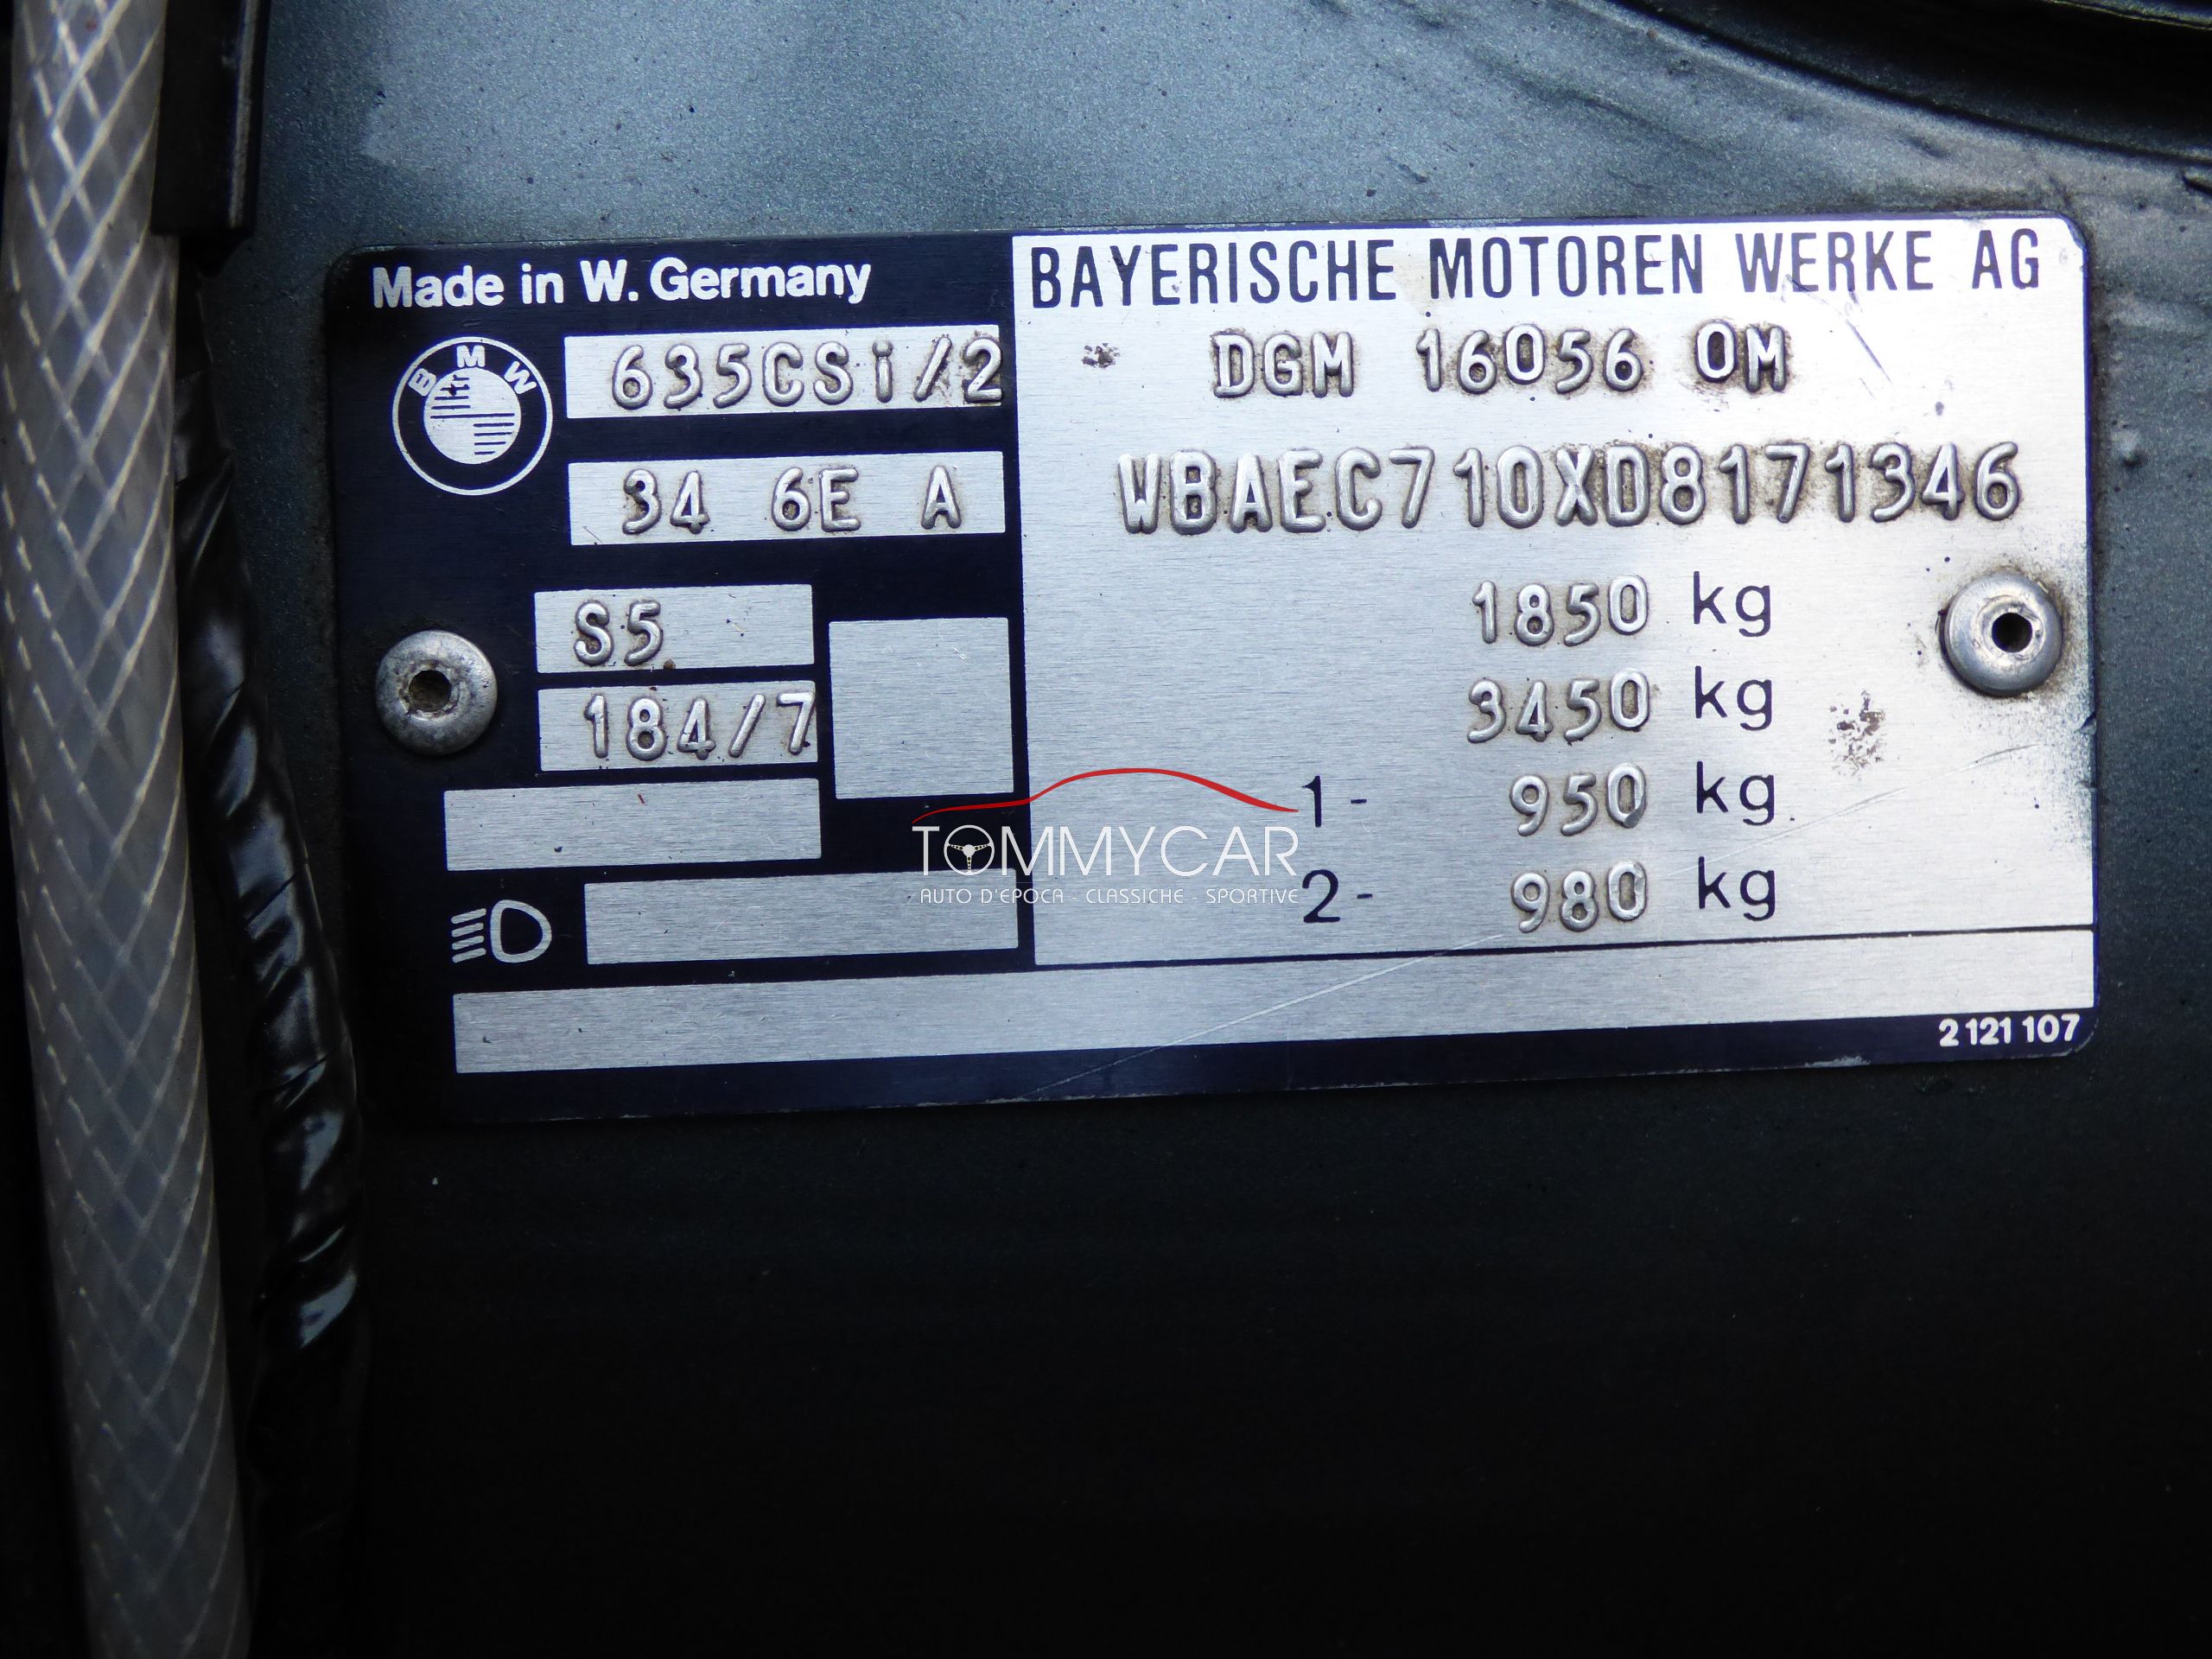 Made in W. Germany
BMW
635CSi/2
34 6E A
S5
184/7
BAYERISCHE MOTOREN WERKE AG
DGM 16056 OM
WBAEC710XD8171346
1850 kg
3450 kg
1- 950 kg
2- 980 kg
2 121 107
TOMMYCAR
AUTO D'EPOCA - CLASSICHE - SPORTIVE